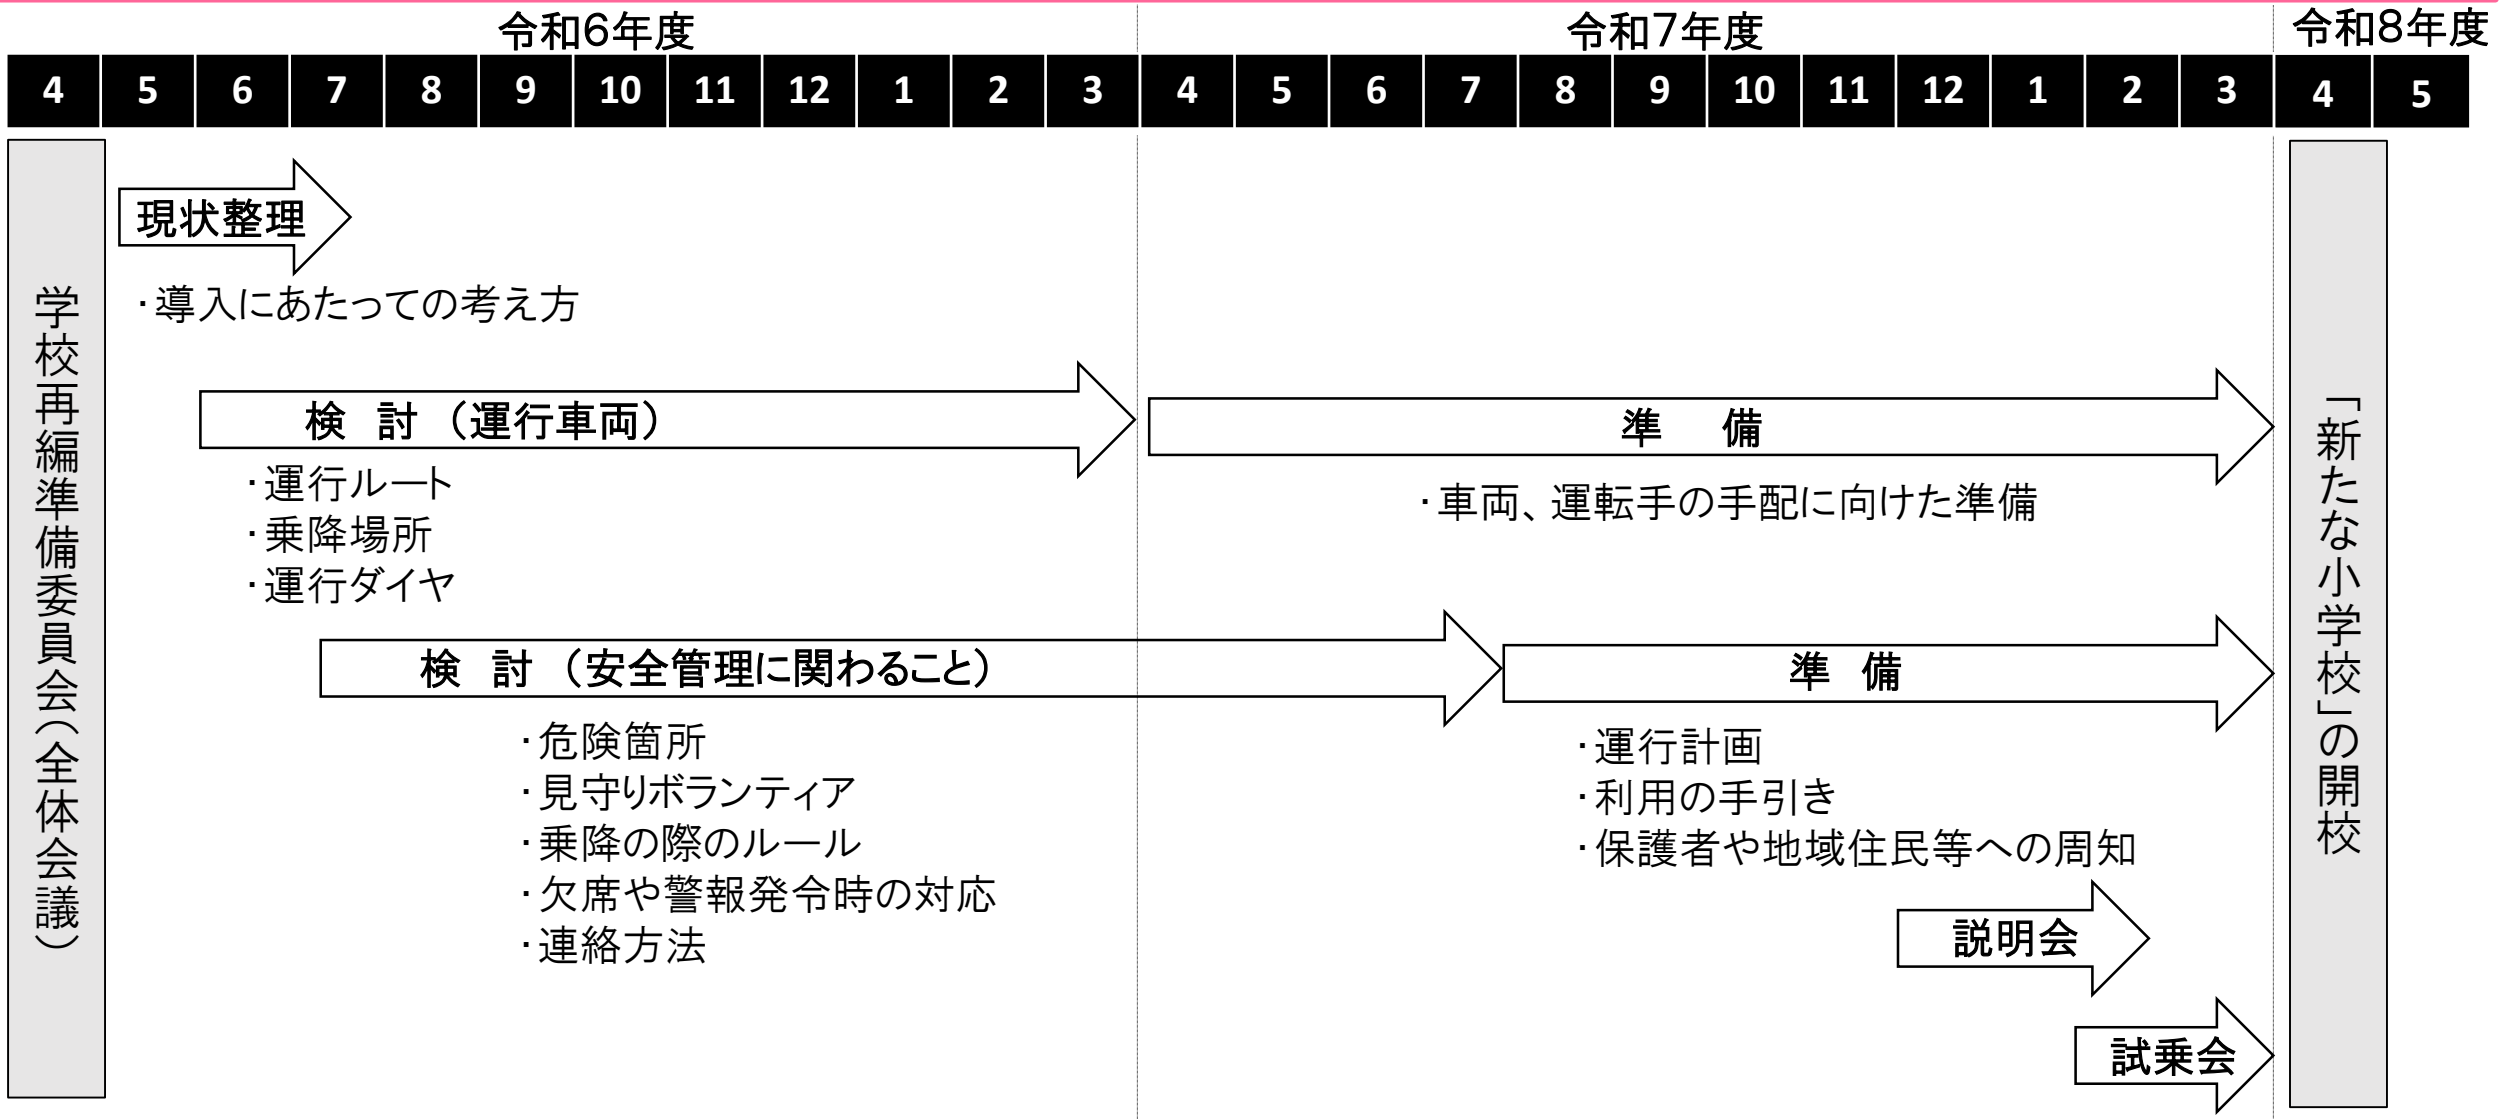 令和6年度
令和7年度
令和8年度
4 5 6 7 8 9 10 11 12 1 2 3 4 5 6 7 8 9 10 11 12 1 2 3 4 5
学校再編準備委員会(全体会議)
現状整理
・導入にあたっての考え方
検　討（運行車両）
・運行ルート
・乗降場所
・運行ダイヤ
準　備
・車両、運転手の手配に向けた準備
検　討（安全管理に関わること）
・危険箇所
・見守りボランティア
・乗降の際のルール
・欠席や警報発令時の対応
・連絡方法
準　備
・運行計画
・利用の手引き
・保護者や地域住民等への周知
説明会
試乗会
「新たな小学校」の開校